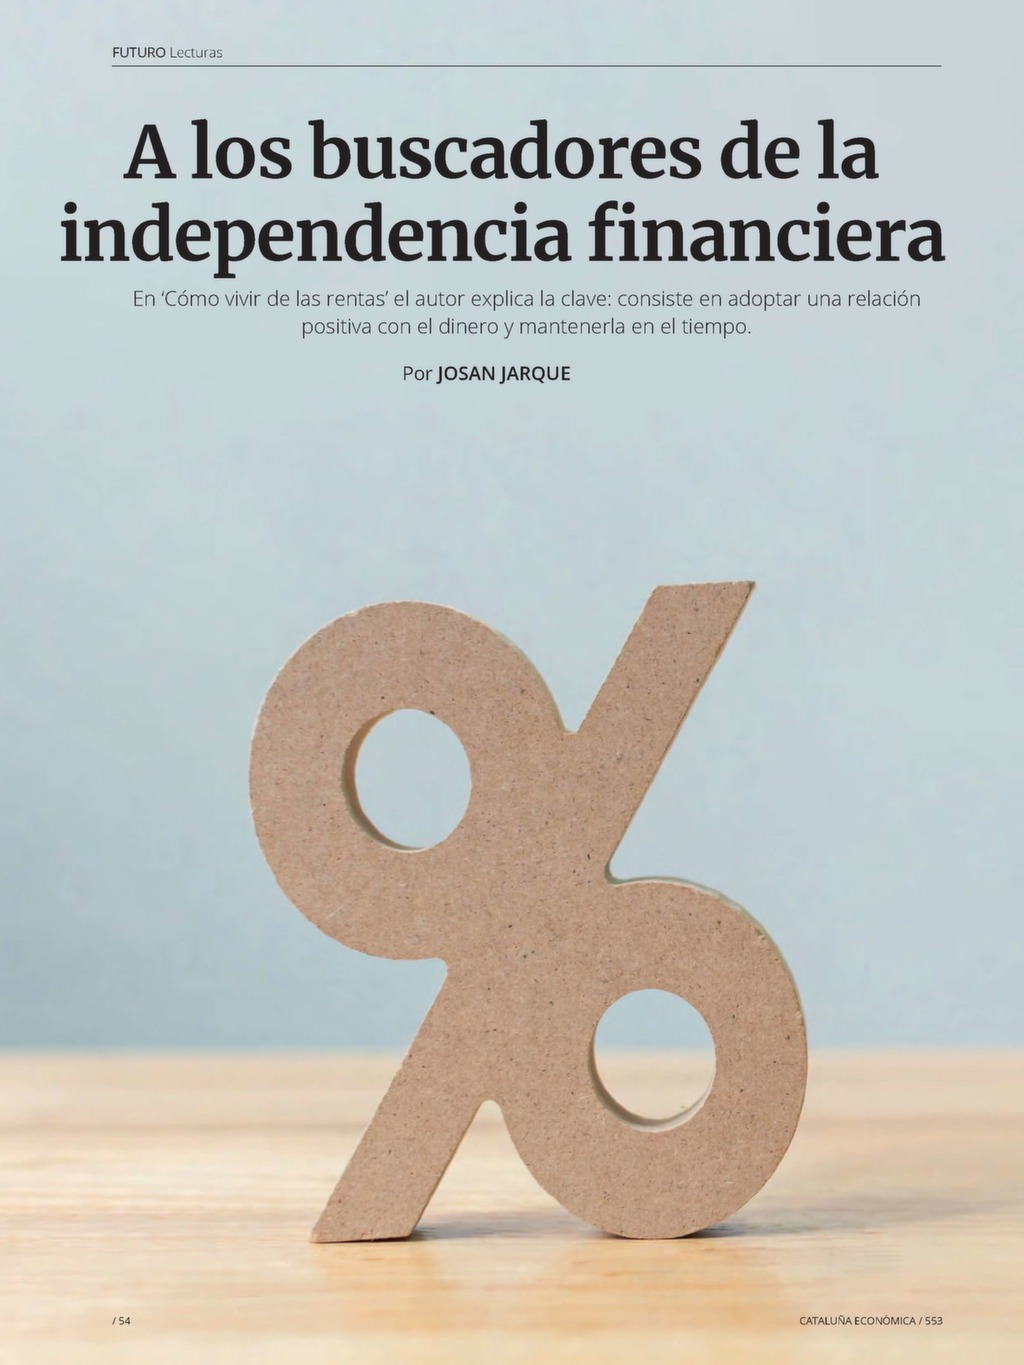 FUTURO Lecturas
A los buscadores de la
independencia financiera
En ‘Cómo vivir de las rentas’ el autor explica la clave: consiste en adoptar una relación
positiva con el dinero y mantenerla en el tiempo.
Por JOSAN JARQUE
/ 54
CATALUÑA ECONÓMICA / 553